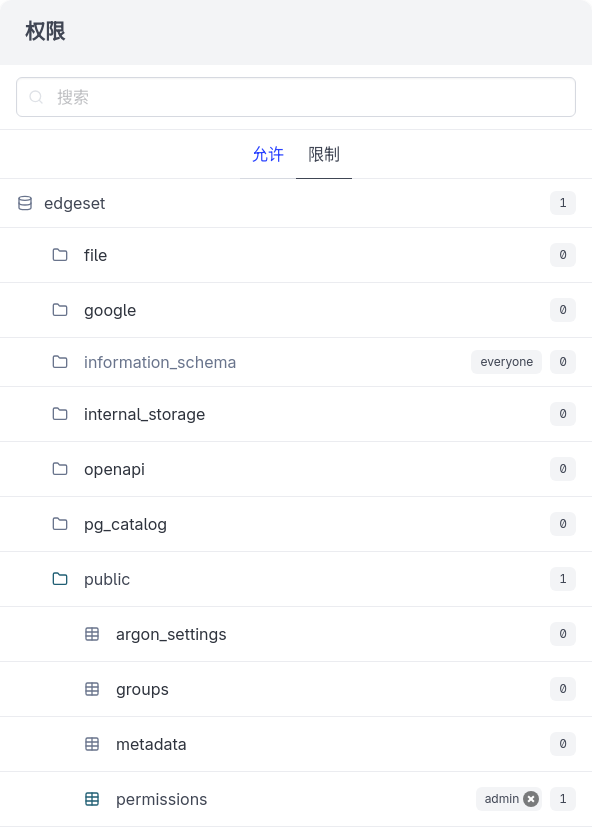 权限
搜索
允许 限制
edgeset 1
file 0
google 0
information_schema everyone 0
internal_storage 0
openapi 0
pg_catalog 0
public 1
argon_settings 0
groups 0
metadata 0
permissions admin 1